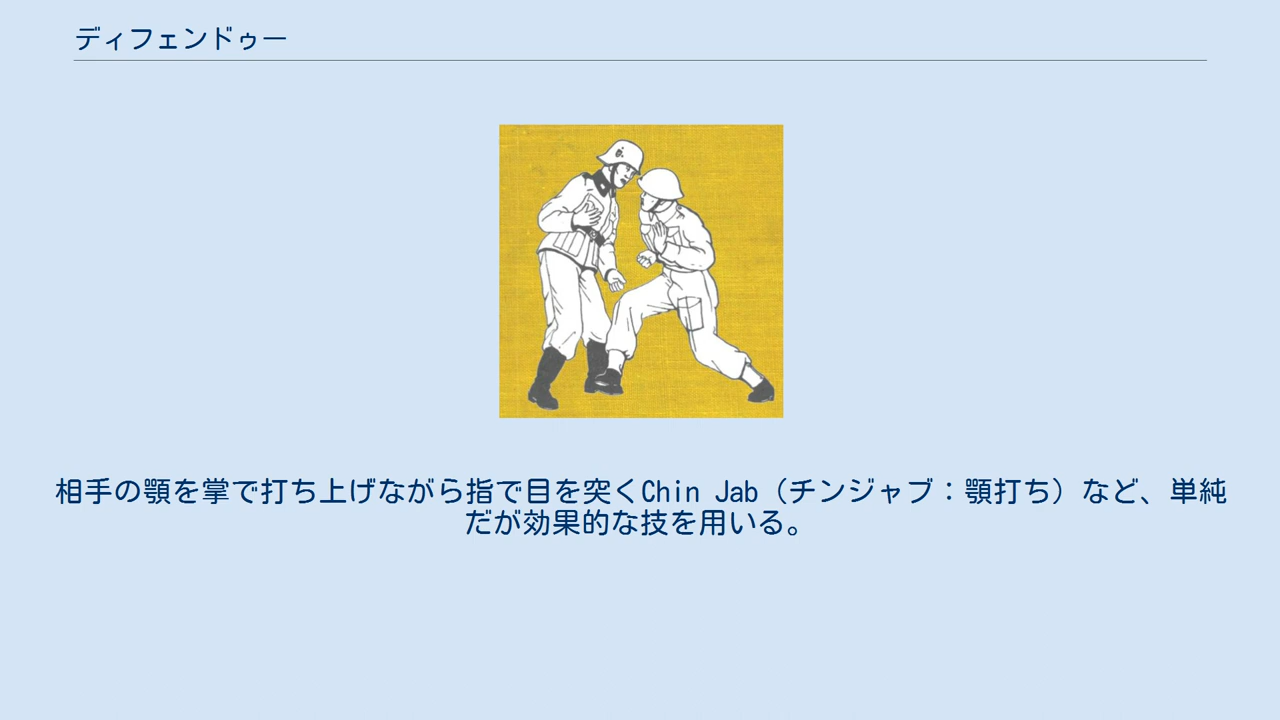 ディフェンドゥー
相手の顎を掌で打ち上げながら指で目を突くChin Jab（チンジャブ：顎打ち）など、単純
だが効果的な技を用いる。